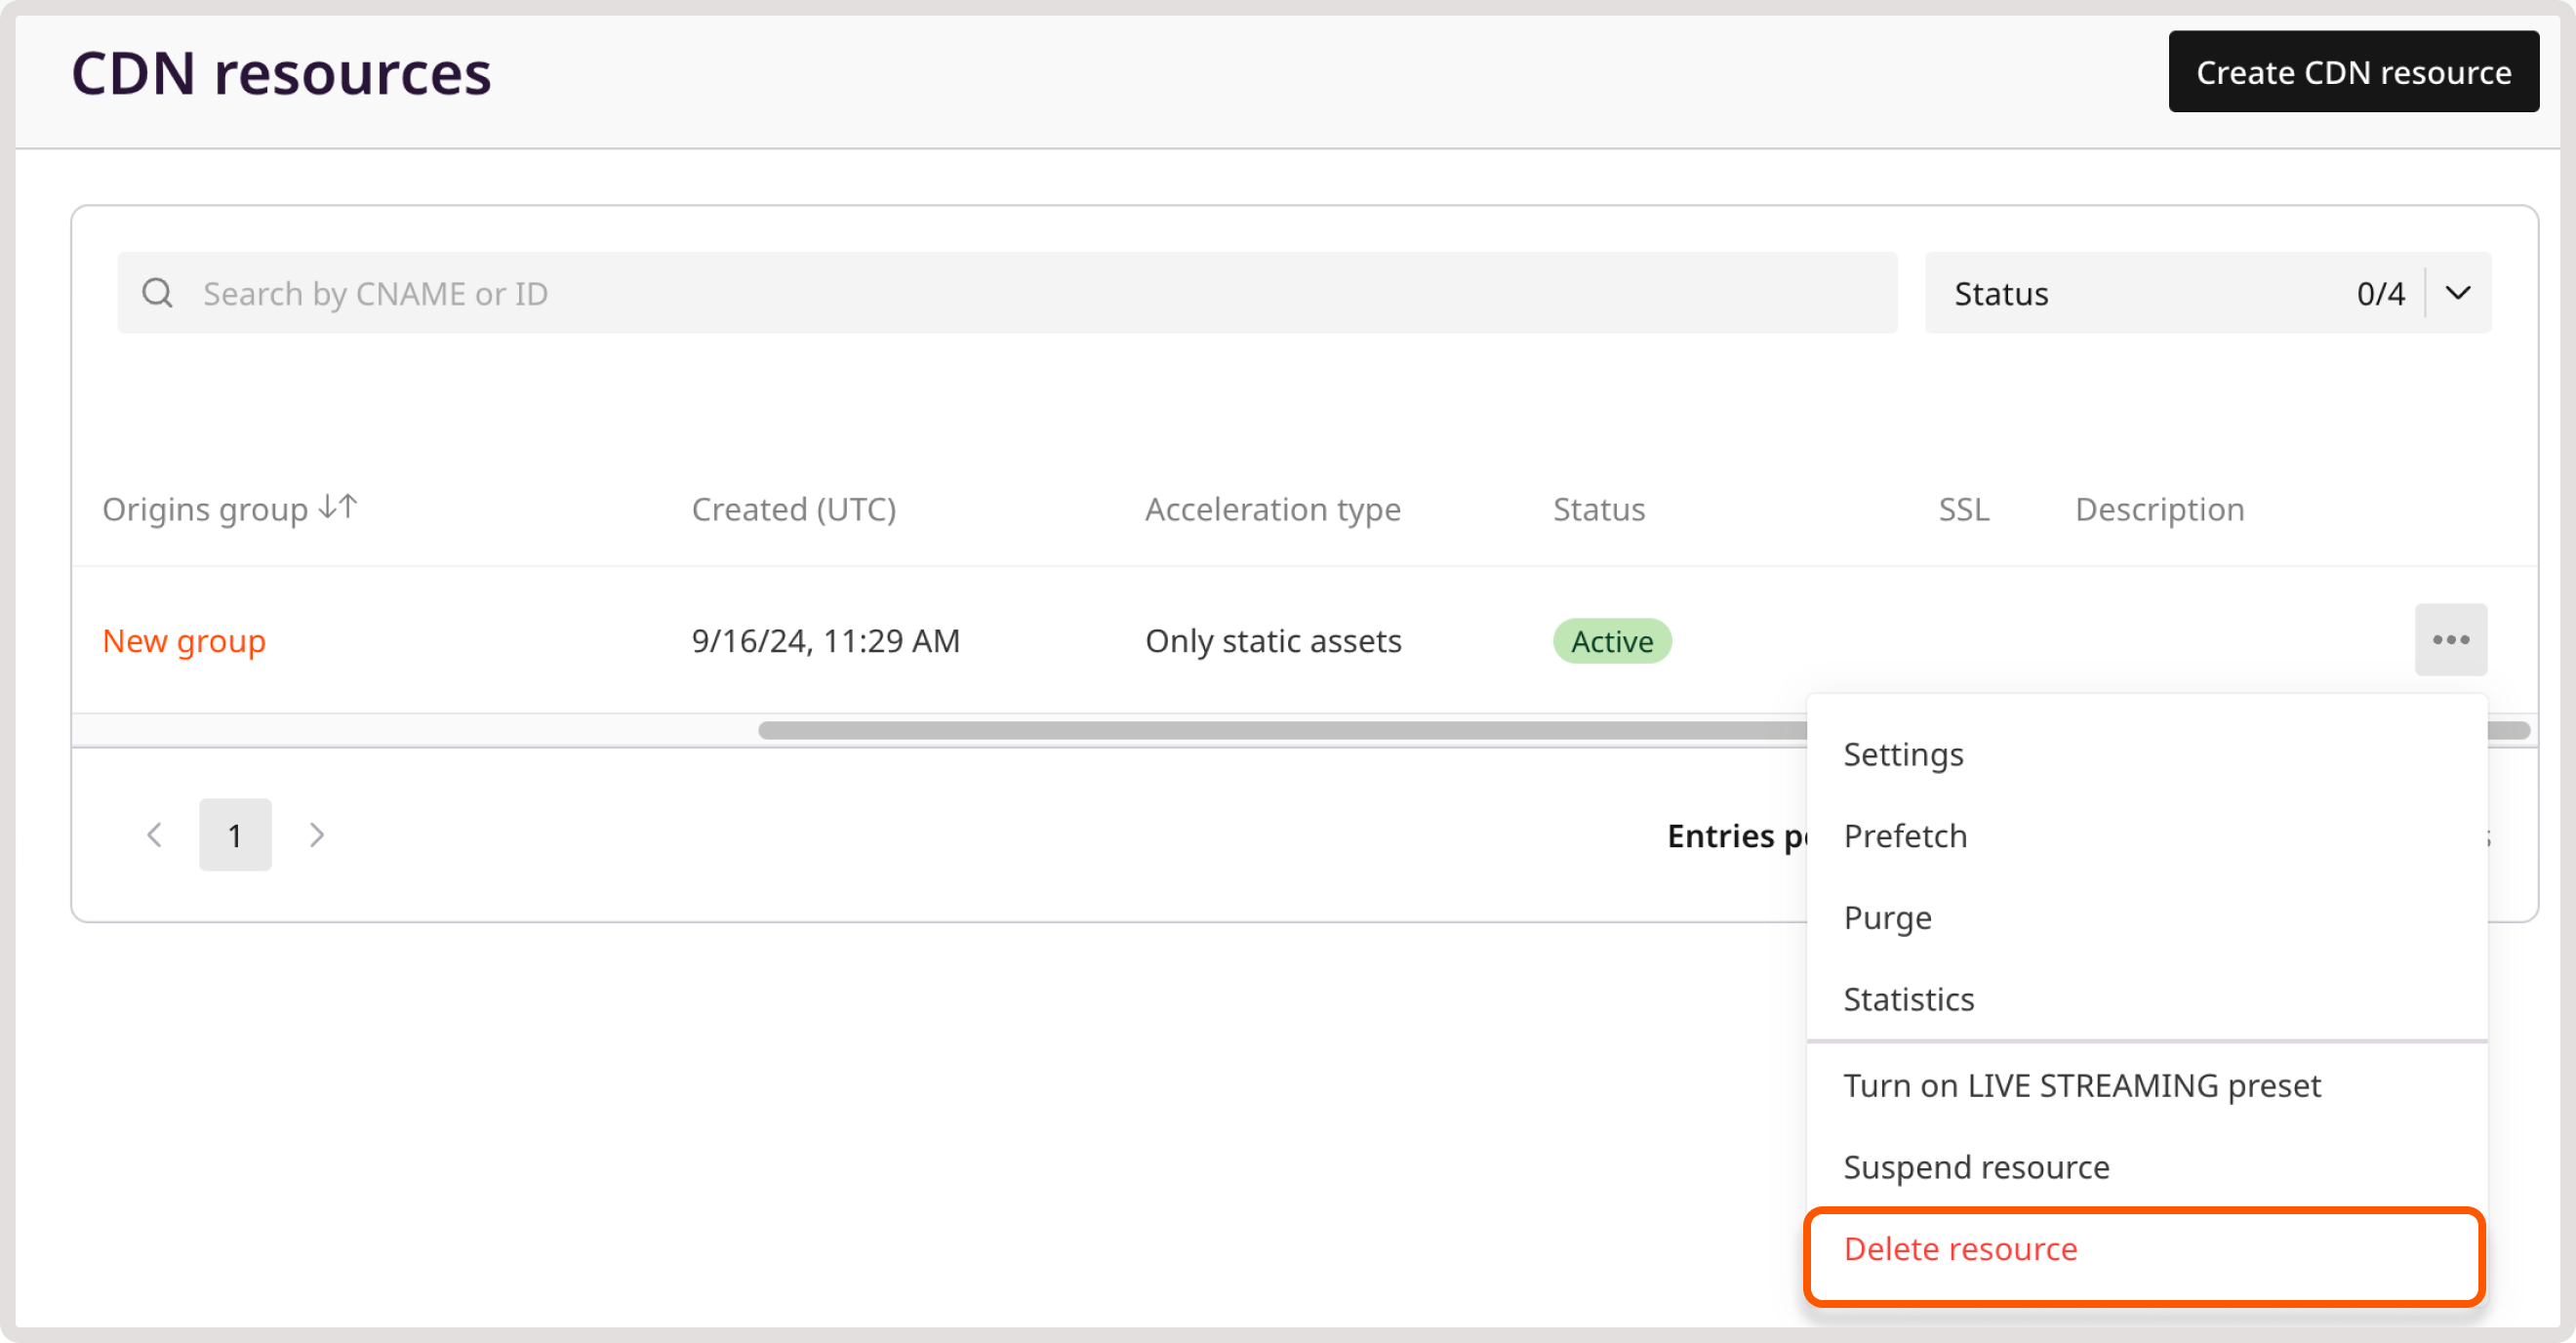 CDN resources
Create CDN resource
Search by CNAME or ID
Status 0/4
Origins group Created (UTC) Acceleration type Status SSL Description
New group 9/16/24, 11:29 AM Only static assets Active
Settings
1
Entries
Prefetch
Purge
Statistics
Turn on LIVE STREAMING preset
Suspend resource
Delete resource